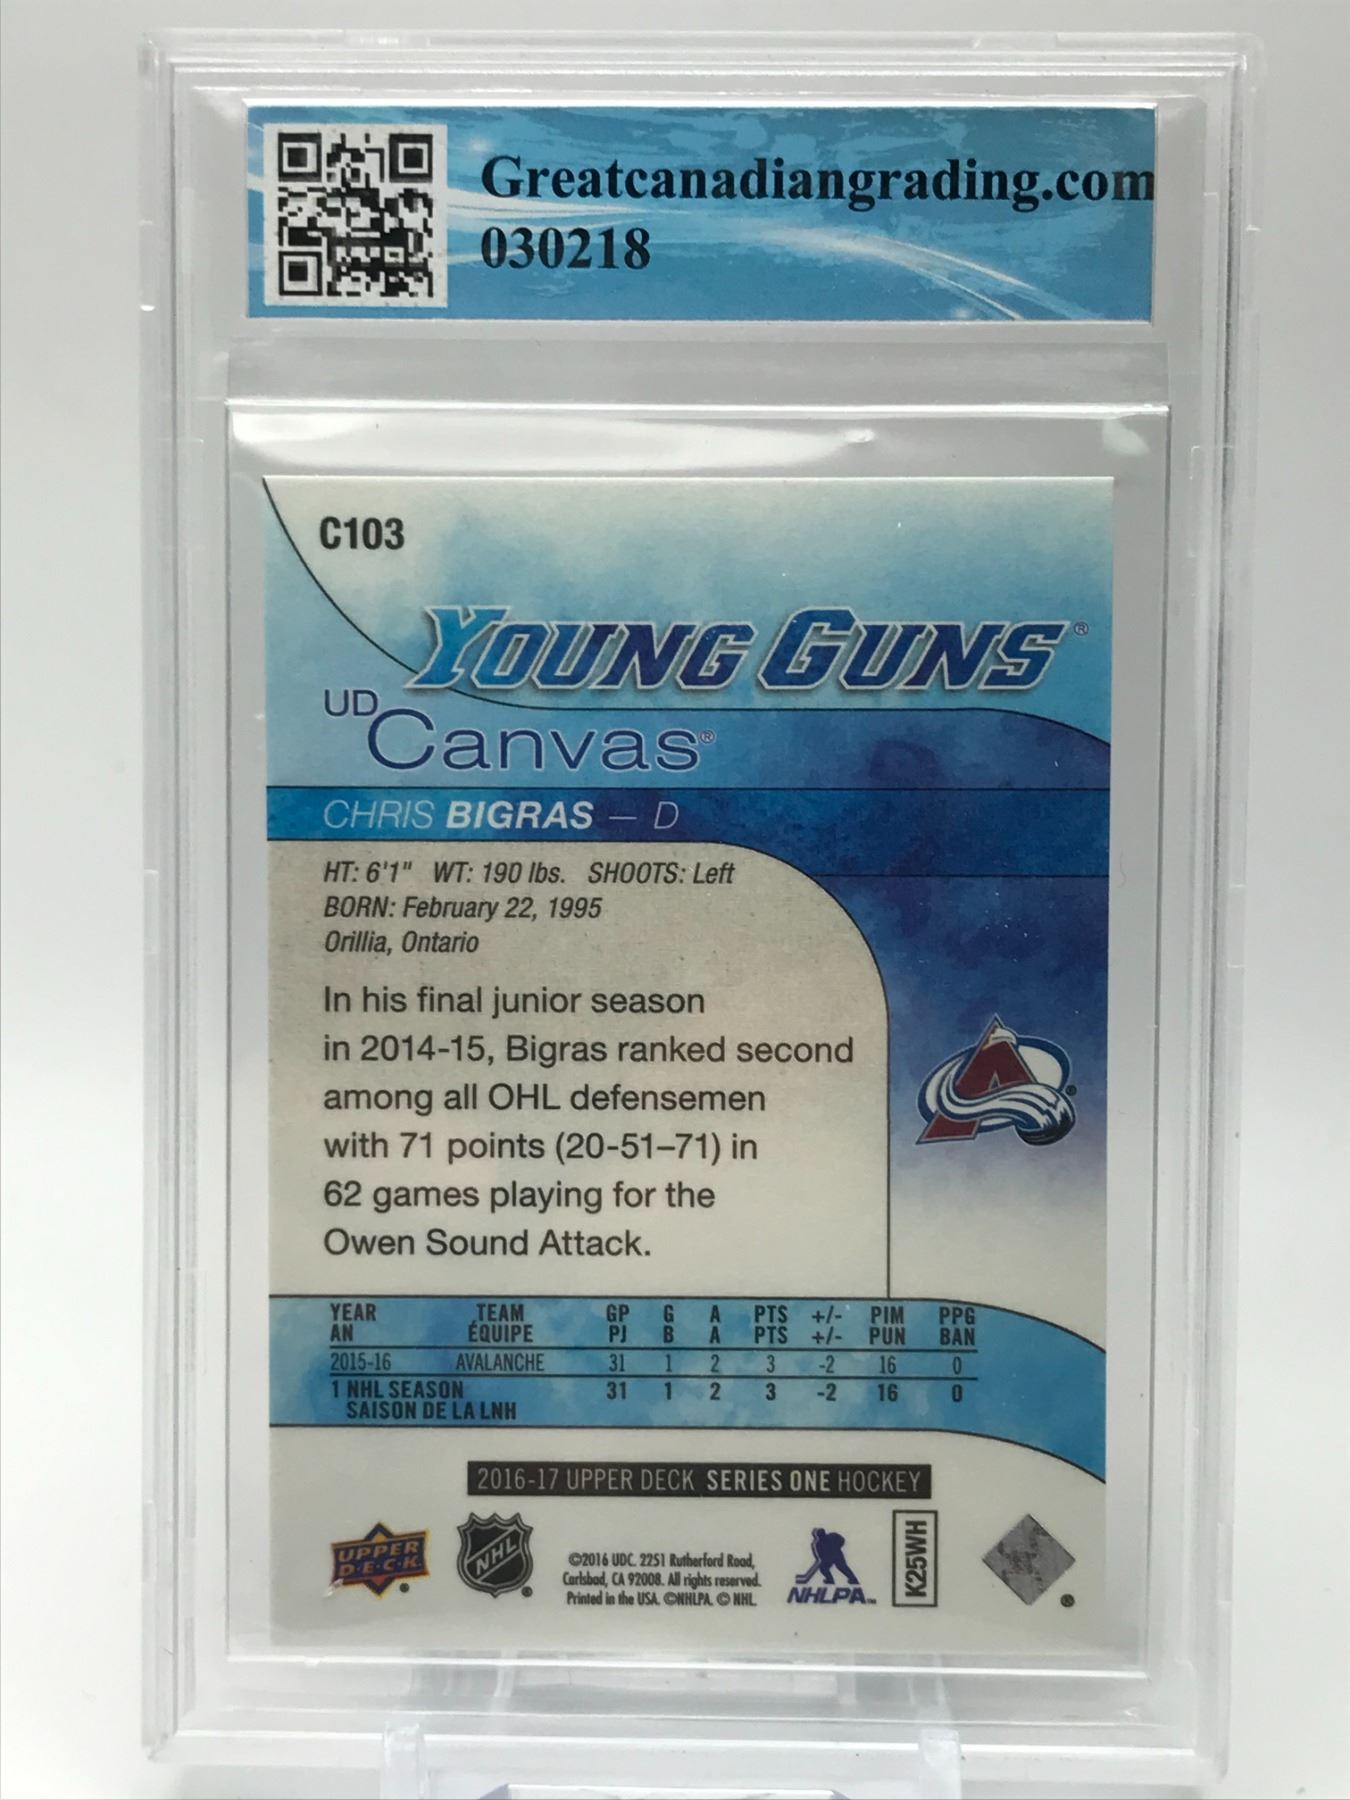 Greatcanadiangrading.com
030218
C103
YOUNG GUNS®
UD Canvas®
CHRIS BIGRAS — D
HT: 6'1" WT: 190 lbs. SHOOTS: Left
BORN: February 22, 1995
Orillia, Ontario
In his final junior season
in 2014-15, Bigras ranked second
among all OHL defensemen
with 71 points (20-51–71) in
62 games playing for the
Owen Sound Attack.
YEAR TEAM GP G A PTS +/- PIM PPG
AN ÉQUIPE PJ B A PTS +/- PUN BAN
2015-16 AVALANCHE 31 1 2 3 -2 16 0
1 NHL SEASON 31 1 2 3 -2 16 0
SAISON DE LA LNH
2016-17 UPPER DECK SERIES ONE HOCKEY
UPPER
D·E·C·K
®
NHL
®
©2016 UDC. 2251 Rutherford Road,
Carlsbad, CA 92008. All rights reserved.
Printed in the USA. ©NHLPA. © NHL.
NHLPA™
K25WH
®